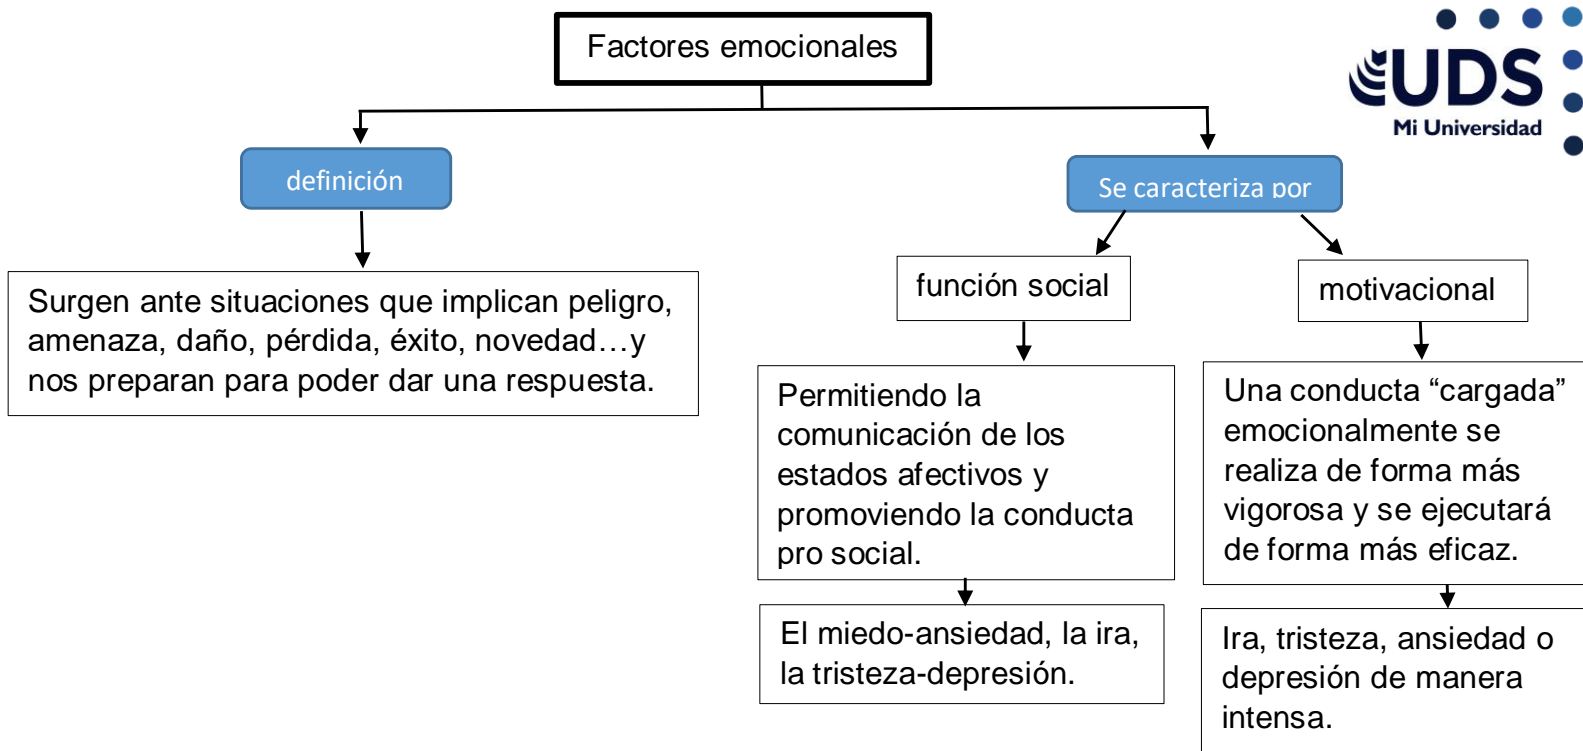 Factores emocionales
UDS
Mi Universidad
definición
Se caracteriza por
Surgen ante situaciones que implican peligro,
amenaza, daño, pérdida, éxito, novedad…y
nos preparan para poder dar una respuesta.
función social
motivacional
Permitiendo la
comunicación de los
estados afectivos y
promoviendo la conducta
pro social.
Una conducta “cargada”
emocionalmente se
realiza de forma más
vigorosa y se ejecutará
de forma más eficaz.
El miedo-ansiedad, la ira,
la tristeza-depresión.
Ira, tristeza, ansiedad o
depresión de manera
intensa.